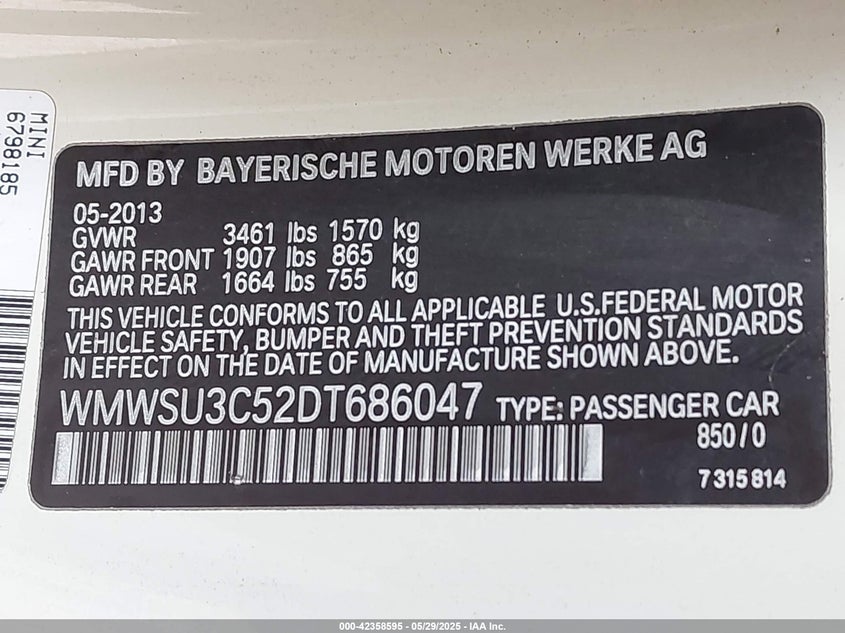 MINI
6798185
MFD BY BAYERISCHE MOTOREN WERKE AG
05-2013
GVWR 3461 lbs 1570 kg
GAWR FRONT 1907 lbs 865 kg
GAWR REAR 1664 lbs 755 kg
THIS VEHICLE CONFORMS TO ALL APPLICABLE U.S.FEDERAL MOTOR
VEHICLE SAFETY, BUMPER AND THEFT PREVENTION STANDARDS
IN EFFECT ON THE DATE OF MANUFACTURE SHOWN ABOVE.
WMWSU3C52DT686047 TYPE: PASSENGER CAR
850/0
7315814
000-42358595 - 05/29/2025 - IAA Inc.